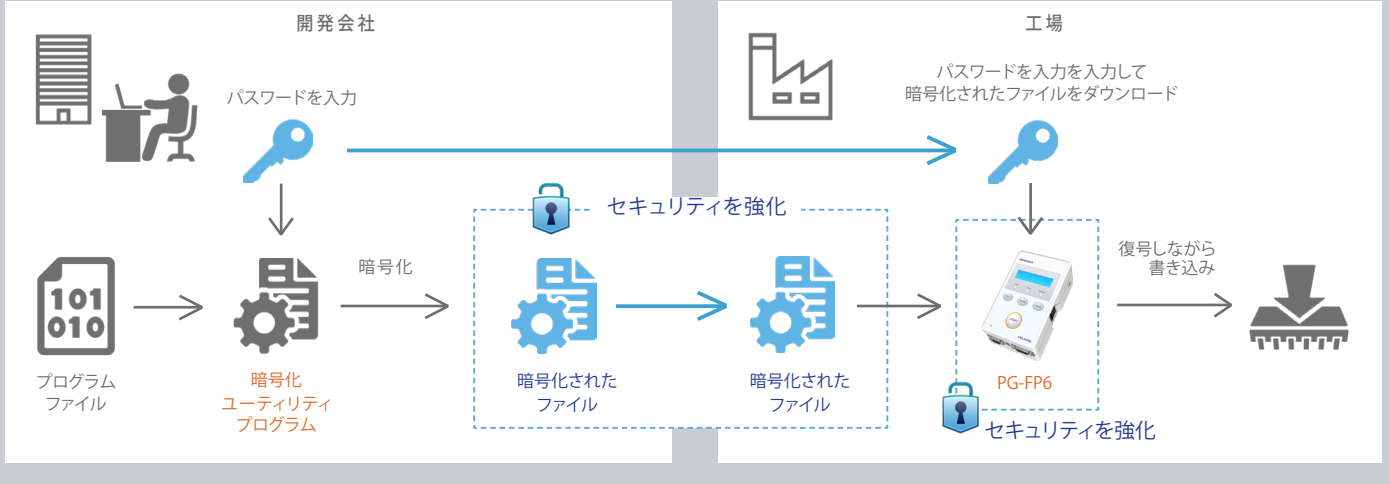 開発会社
パスワードを入力
セキュリティを強化
暗号化
101
010
プログラム
ファイル
暗号化
ユーティリティ
プログラム
暗号化された
ファイル
工場
パスワードを入力を入力して
暗号化されたファイルをダウンロード
暗号化された
ファイル
復号しながら
書き込み
PG-FP6
セキュリティを強化